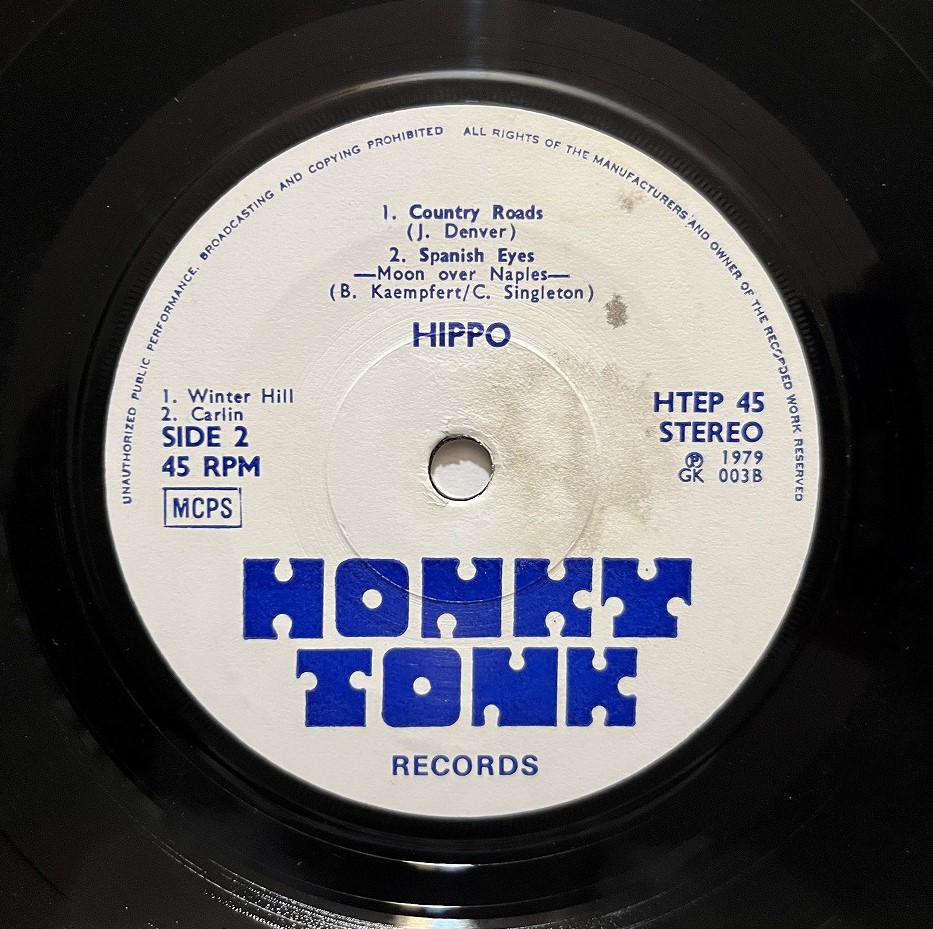 UNAUTHORIZED PUBLIC PERFORMANCE, BROADCASTING AND COPYING PROHIBITED ALL RIGHTS OF THE MANUFACTURERS AND OWNER OF THE RECORDED WORK RESERVED
1. Country Roads
(J. Denver)
2. Spanish Eyes
—Moon over Naples—
(B. Kaempfert/C. Singleton)
HIPPO
1. Winter Hill
2. Carlin
SIDE 2
45 RPM
MCPS
HTEP 45
STEREO
℗ 1979
GK 003B
HONKY
TONK
RECORDS